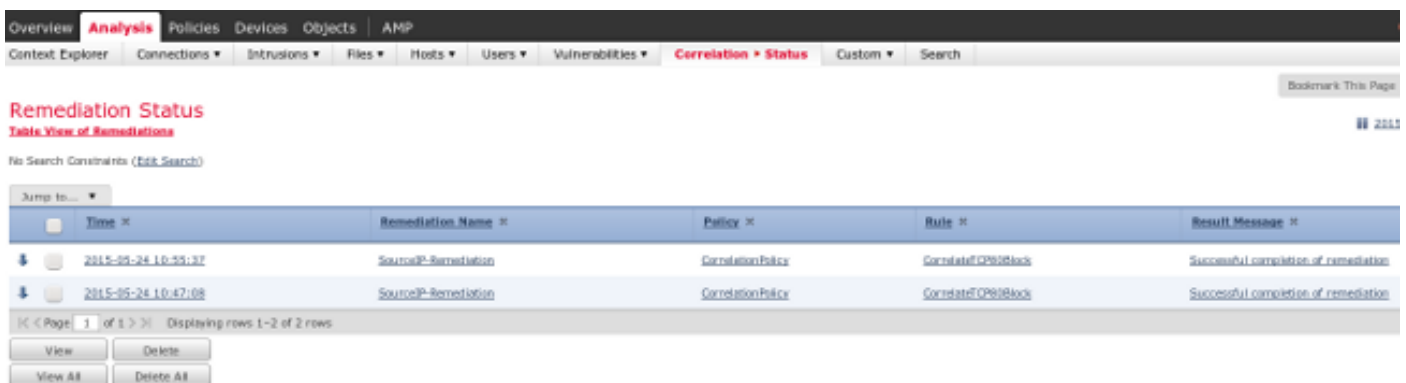 Overview Analysis Policies Devices Objects AMP
Context Explorer Connections ▾ Intrusions ▾ Files ▾ Hosts ▾ Users ▾ Vulnerabilities ▾ Correlation ▸ Status Custom ▾ Search
Bookmark This Page
Remediation Status
Table View of Remediations
2015
No Search Constraints (Edit Search)
Jump to... ▾
Time × Remediation Name × Policy × Rule × Result Message ×
2015-05-24 10:55:37 SourceIP-Remediation CorrelationPolicy CorrelateTCP80Block Successful completion of remediation
2015-05-24 10:47:08 SourceIP-Remediation CorrelationPolicy CorrelateTCP80Block Successful completion of remediation
|< < Page 1 of 1 > >| Displaying rows 1–2 of 2 rows
View Delete
View All Delete All